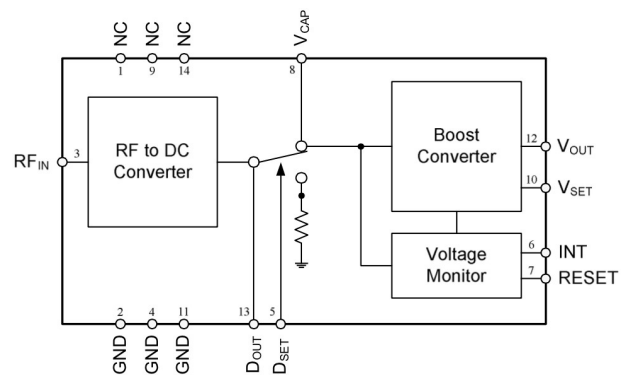 NC
NC
NC
VCAP
1
9
14
8
RFIN
3
RF to DC
Converter
Boost
Converter
12
VOUT
10
VSET
Voltage
Monitor
6
INT
7
RESET
2
4
11
13
5
GND
GND
GND
DOUT
DSET